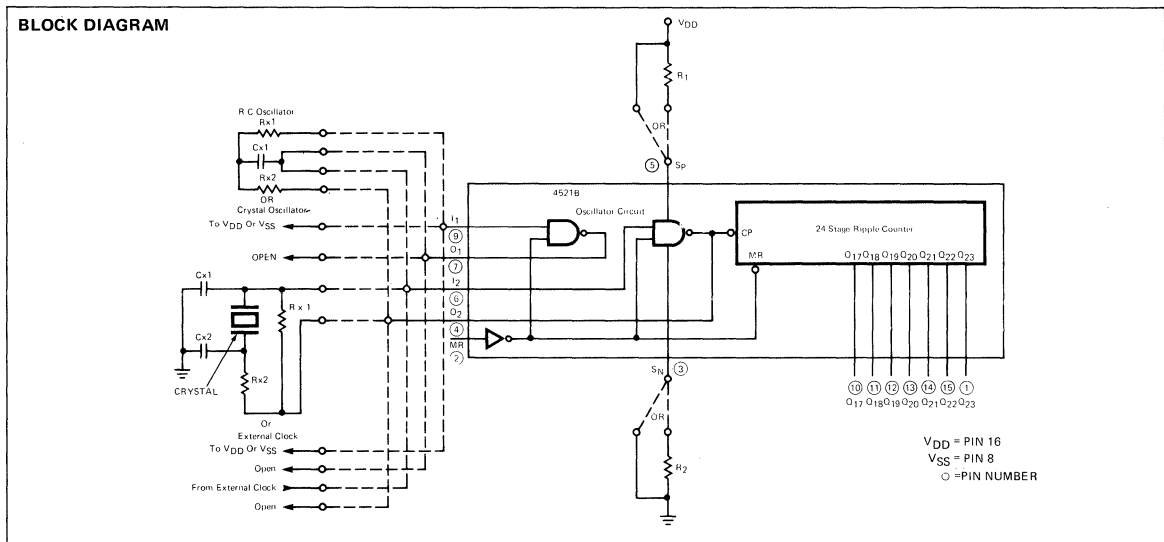 BLOCK DIAGRAM
VDD
R1
OR
5 SP
R C Oscillator
Rx1
Cx1
Rx2
OR
Crystal Oscillator
To VDD Or VSS
OPEN
Cx1
Rx1
Cx2
CRYSTAL
Rx2
Or
External Clock
To VDD Or VSS
Open
From External Clock
Open
4521B
Oscillator Circuit
I1
9
O1
7
I2
6
O2
4
MR
2
CP
24 Stage Ripple Counter
MR
Q17 Q18 Q19 Q20 Q21 Q22 Q23
10 11 12 13 14 15 1
Q17 Q18 Q19 Q20 Q21 Q22 Q23
SN 3
OR
R2
VDD = PIN 16
VSS = PIN 8
O =PIN NUMBER